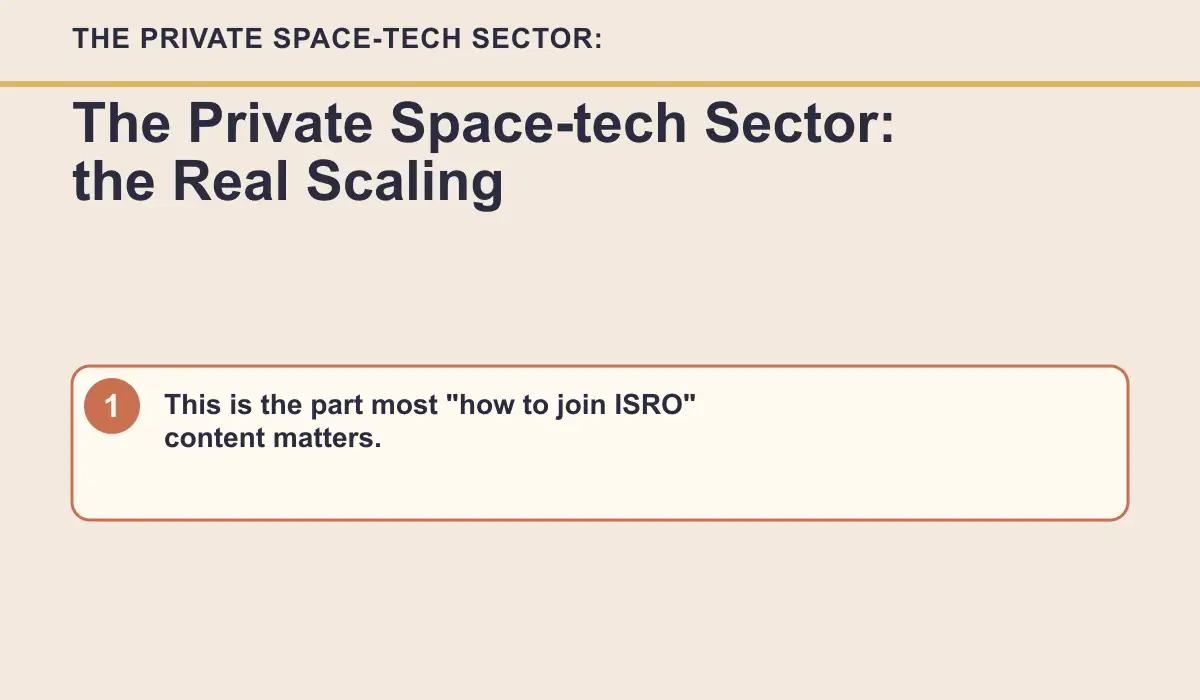 THE PRIVATE SPACE-TECH SECTOR:
The Private Space-tech Sector:
the Real Scaling
1
This is the part most "how to join ISRO"
content matters.